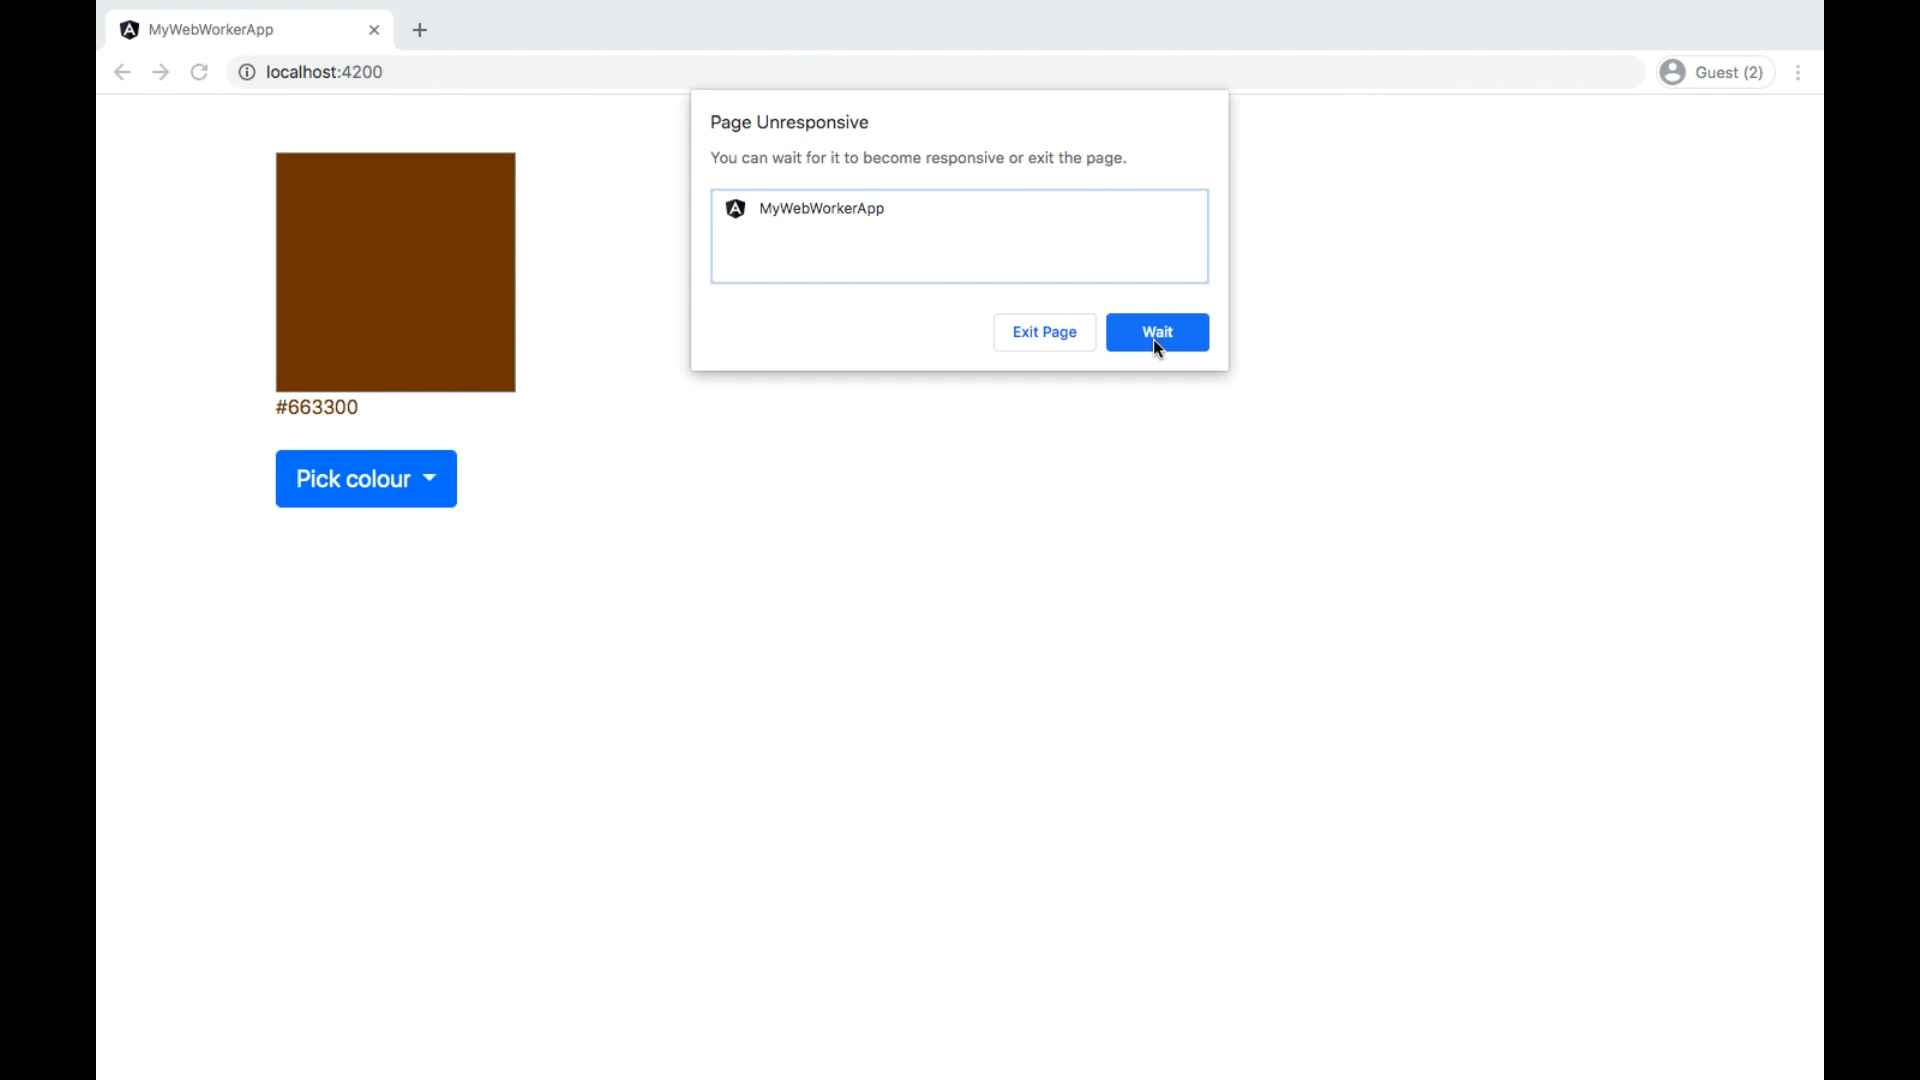 MyWebWorkerApp
localhost:4200
Guest (2)
Page Unresponsive
You can wait for it to become responsive or exit the page.
MyWebWorkerApp
Exit Page
Wait
#663300
Pick colour